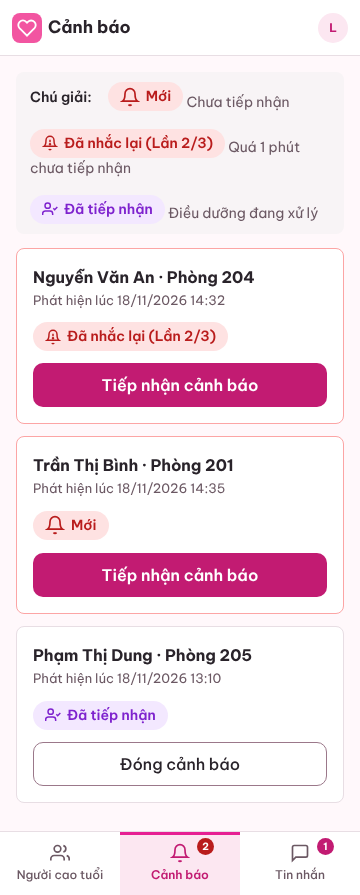 Cảnh báo
L
Chú giải: Mới Chưa tiếp nhận
Đã nhắc lại (Lần 2/3) Quá 1 phút
chưa tiếp nhận
Đã tiếp nhận Điều dưỡng đang xử lý
Nguyễn Văn An · Phòng 204
Phát hiện lúc 18/11/2026 14:32
Đã nhắc lại (Lần 2/3)
Tiếp nhận cảnh báo
Trần Thị Bình · Phòng 201
Phát hiện lúc 18/11/2026 14:35
Mới
Tiếp nhận cảnh báo
Phạm Thị Dung · Phòng 205
Phát hiện lúc 18/11/2026 13:10
Đã tiếp nhận
Đóng cảnh báo
2
1
Người cao tuổi
Cảnh báo
Tin nhắn